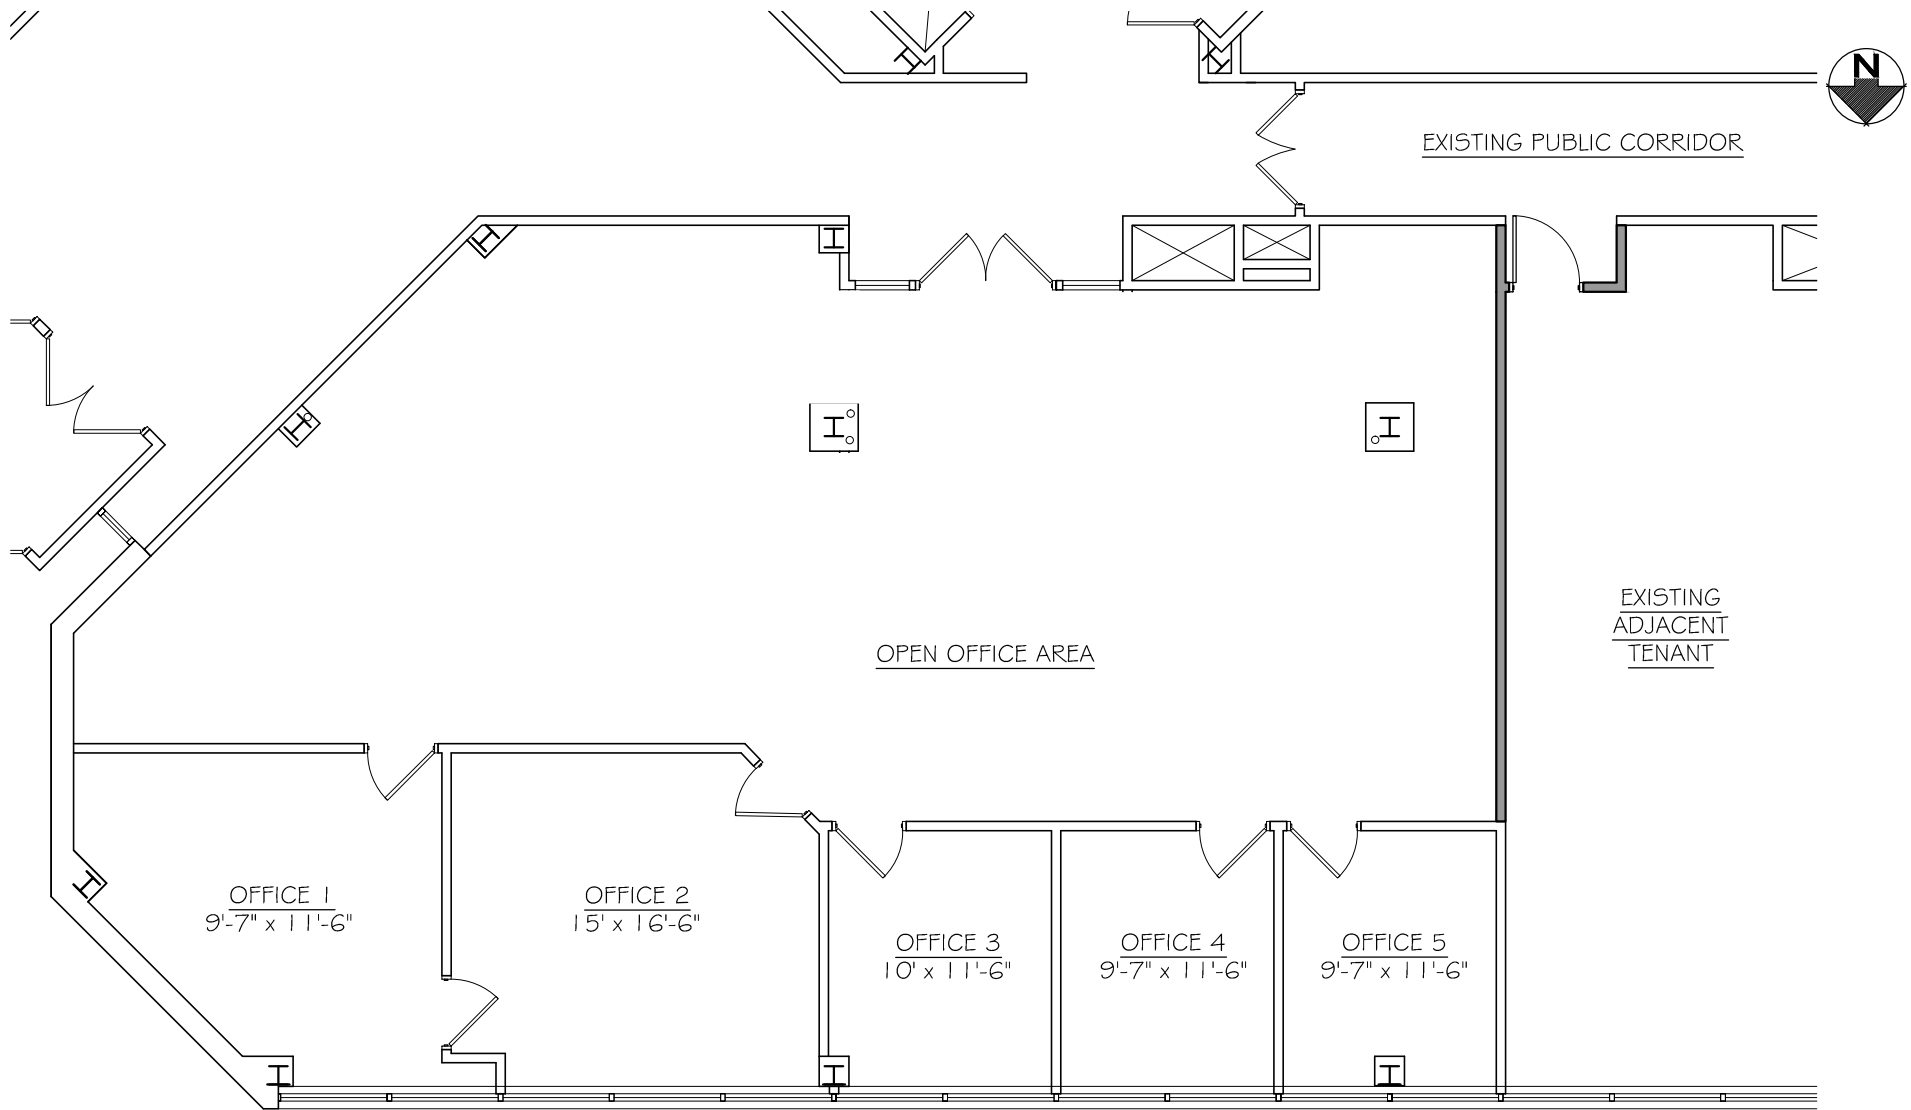 N
EXISTING PUBLIC CORRIDOR
EXISTING
ADJACENT
TENANT
OPEN OFFICE AREA
OFFICE 1
9'-7" x 11'-6"
OFFICE 2
15' x 16'-6"
OFFICE 3
10' x 11'-6"
OFFICE 4
9'-7" x 11'-6"
OFFICE 5
9'-7" x 11'-6"